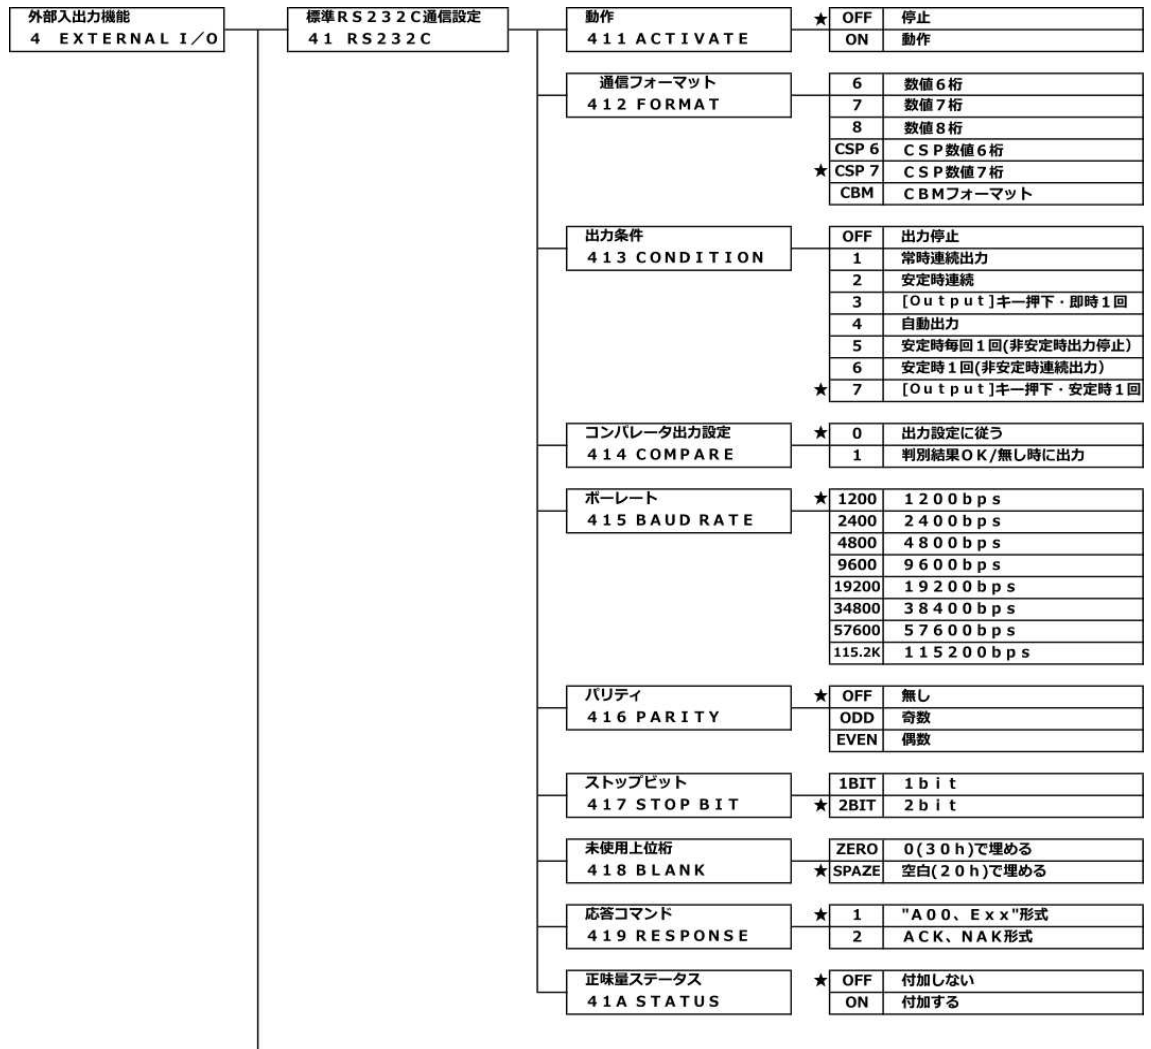 外部入出力機能
4 EXTERNAL I/O
標準RS232C通信設定
41 RS232C
動作
411 ACTIVATE
★ OFF 停止
ON 動作
通信フォーマット
412 FORMAT
6 数値6桁
7 数値7桁
8 数値8桁
CSP 6 CSP数値6桁
★ CSP 7 CSP数値7桁
CBM CBMフォーマット
出力条件
413 CONDITION
OFF 出力停止
1 常時連続出力
2 安定時連続
3 [Output]キー押下・即時1回
4 自動出力
5 安定時毎回1回(非安定時出力停止)
6 安定時1回(非安定時連続出力)
★ 7 [Output]キー押下・安定時1回
コンパレータ出力設定
414 COMPARE
★ 0 出力設定に従う
1 判別結果OK/無し時に出力
ボーレート
415 BAUD RATE
★ 1200 1200bps
2400 2400bps
4800 4800bps
9600 9600bps
19200 19200bps
34800 38400bps
57600 57600bps
115.2K 115200bps
パリティ
416 PARITY
★ OFF 無し
ODD 奇数
EVEN 偶数
ストップビット
417 STOP BIT
1BIT 1bit
★ 2BIT 2bit
未使用上位桁
418 BLANK
ZERO 0(30h)で埋める
★ SPAZE 空白(20h)で埋める
応答コマンド
419 RESPONSE
★ 1 "A00、Exx"形式
2 ACK、NAK形式
正味量ステータス
41A STATUS
★ OFF 付加しない
ON 付加する